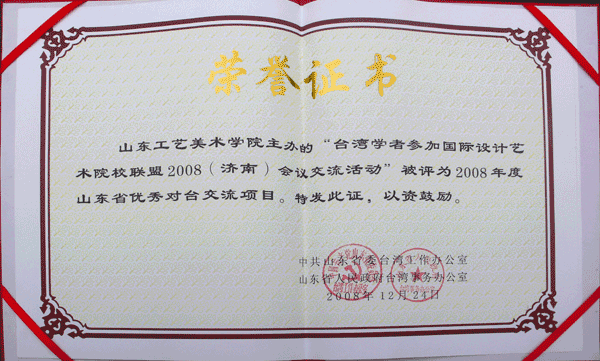 荣誉证书
山东工艺美术学院主办的“台湾学者参加国际设计艺
术院校联盟2008（济南）会议交流活动”被评为2008年度
山东省优秀对台交流项目。特发此证，以资鼓励。
中共山东省委台湾工作办公室
山东省人民政府台湾事务办公室
2008年12月24日